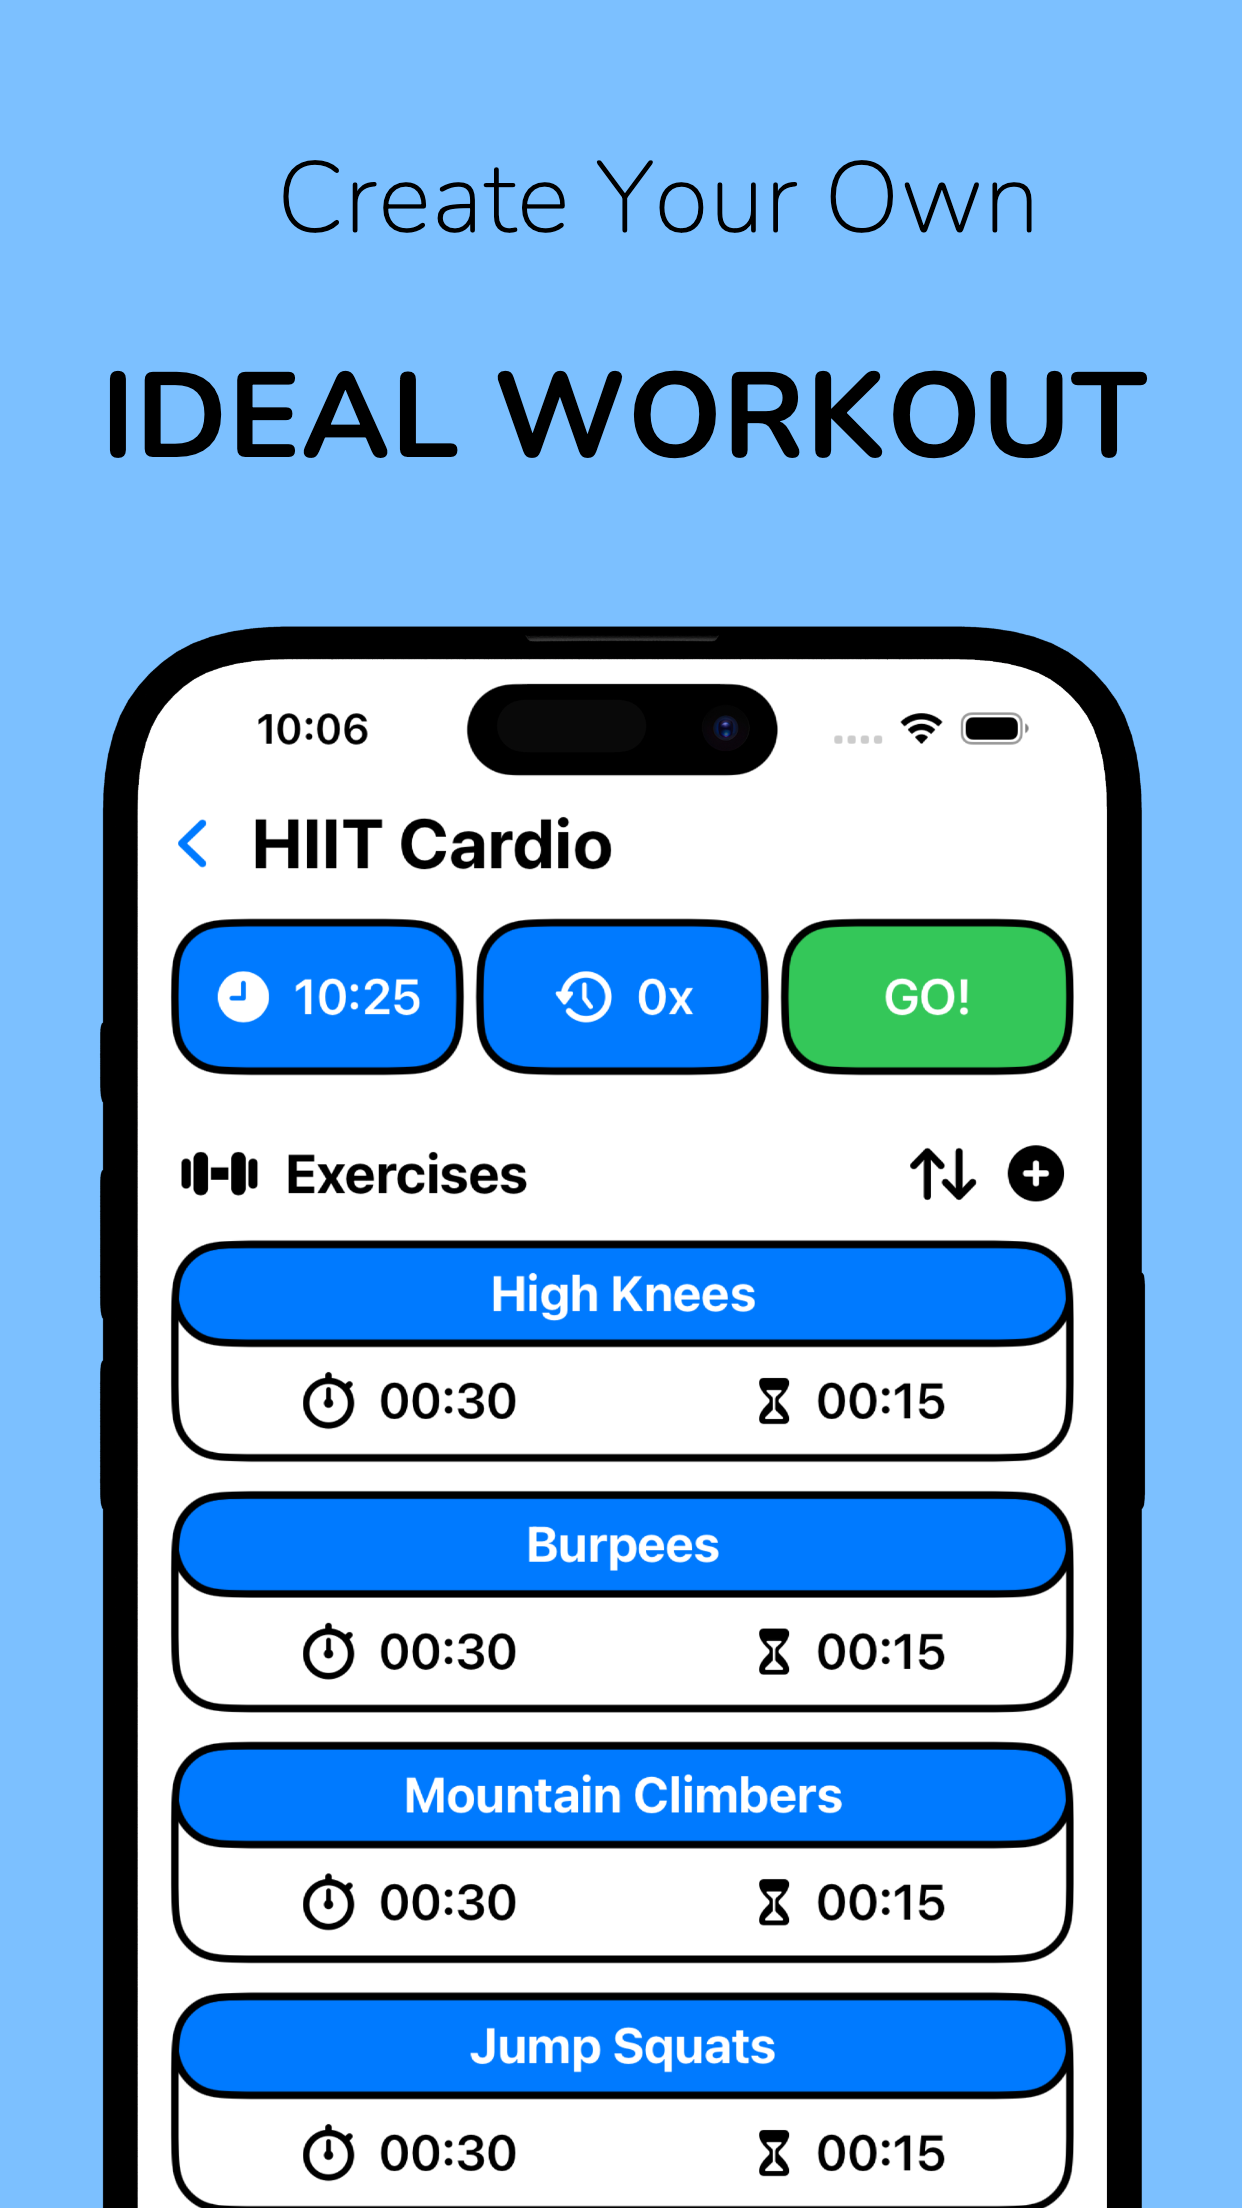 Create Your Own
IDEAL WORKOUT
10:06
HIIT Cardio
10:25 0x GO!
Exercises
High Knees
00:30 00:15
Burpees
00:30 00:15
Mountain Climbers
00:30 00:15
Jump Squats
00:30 00:15